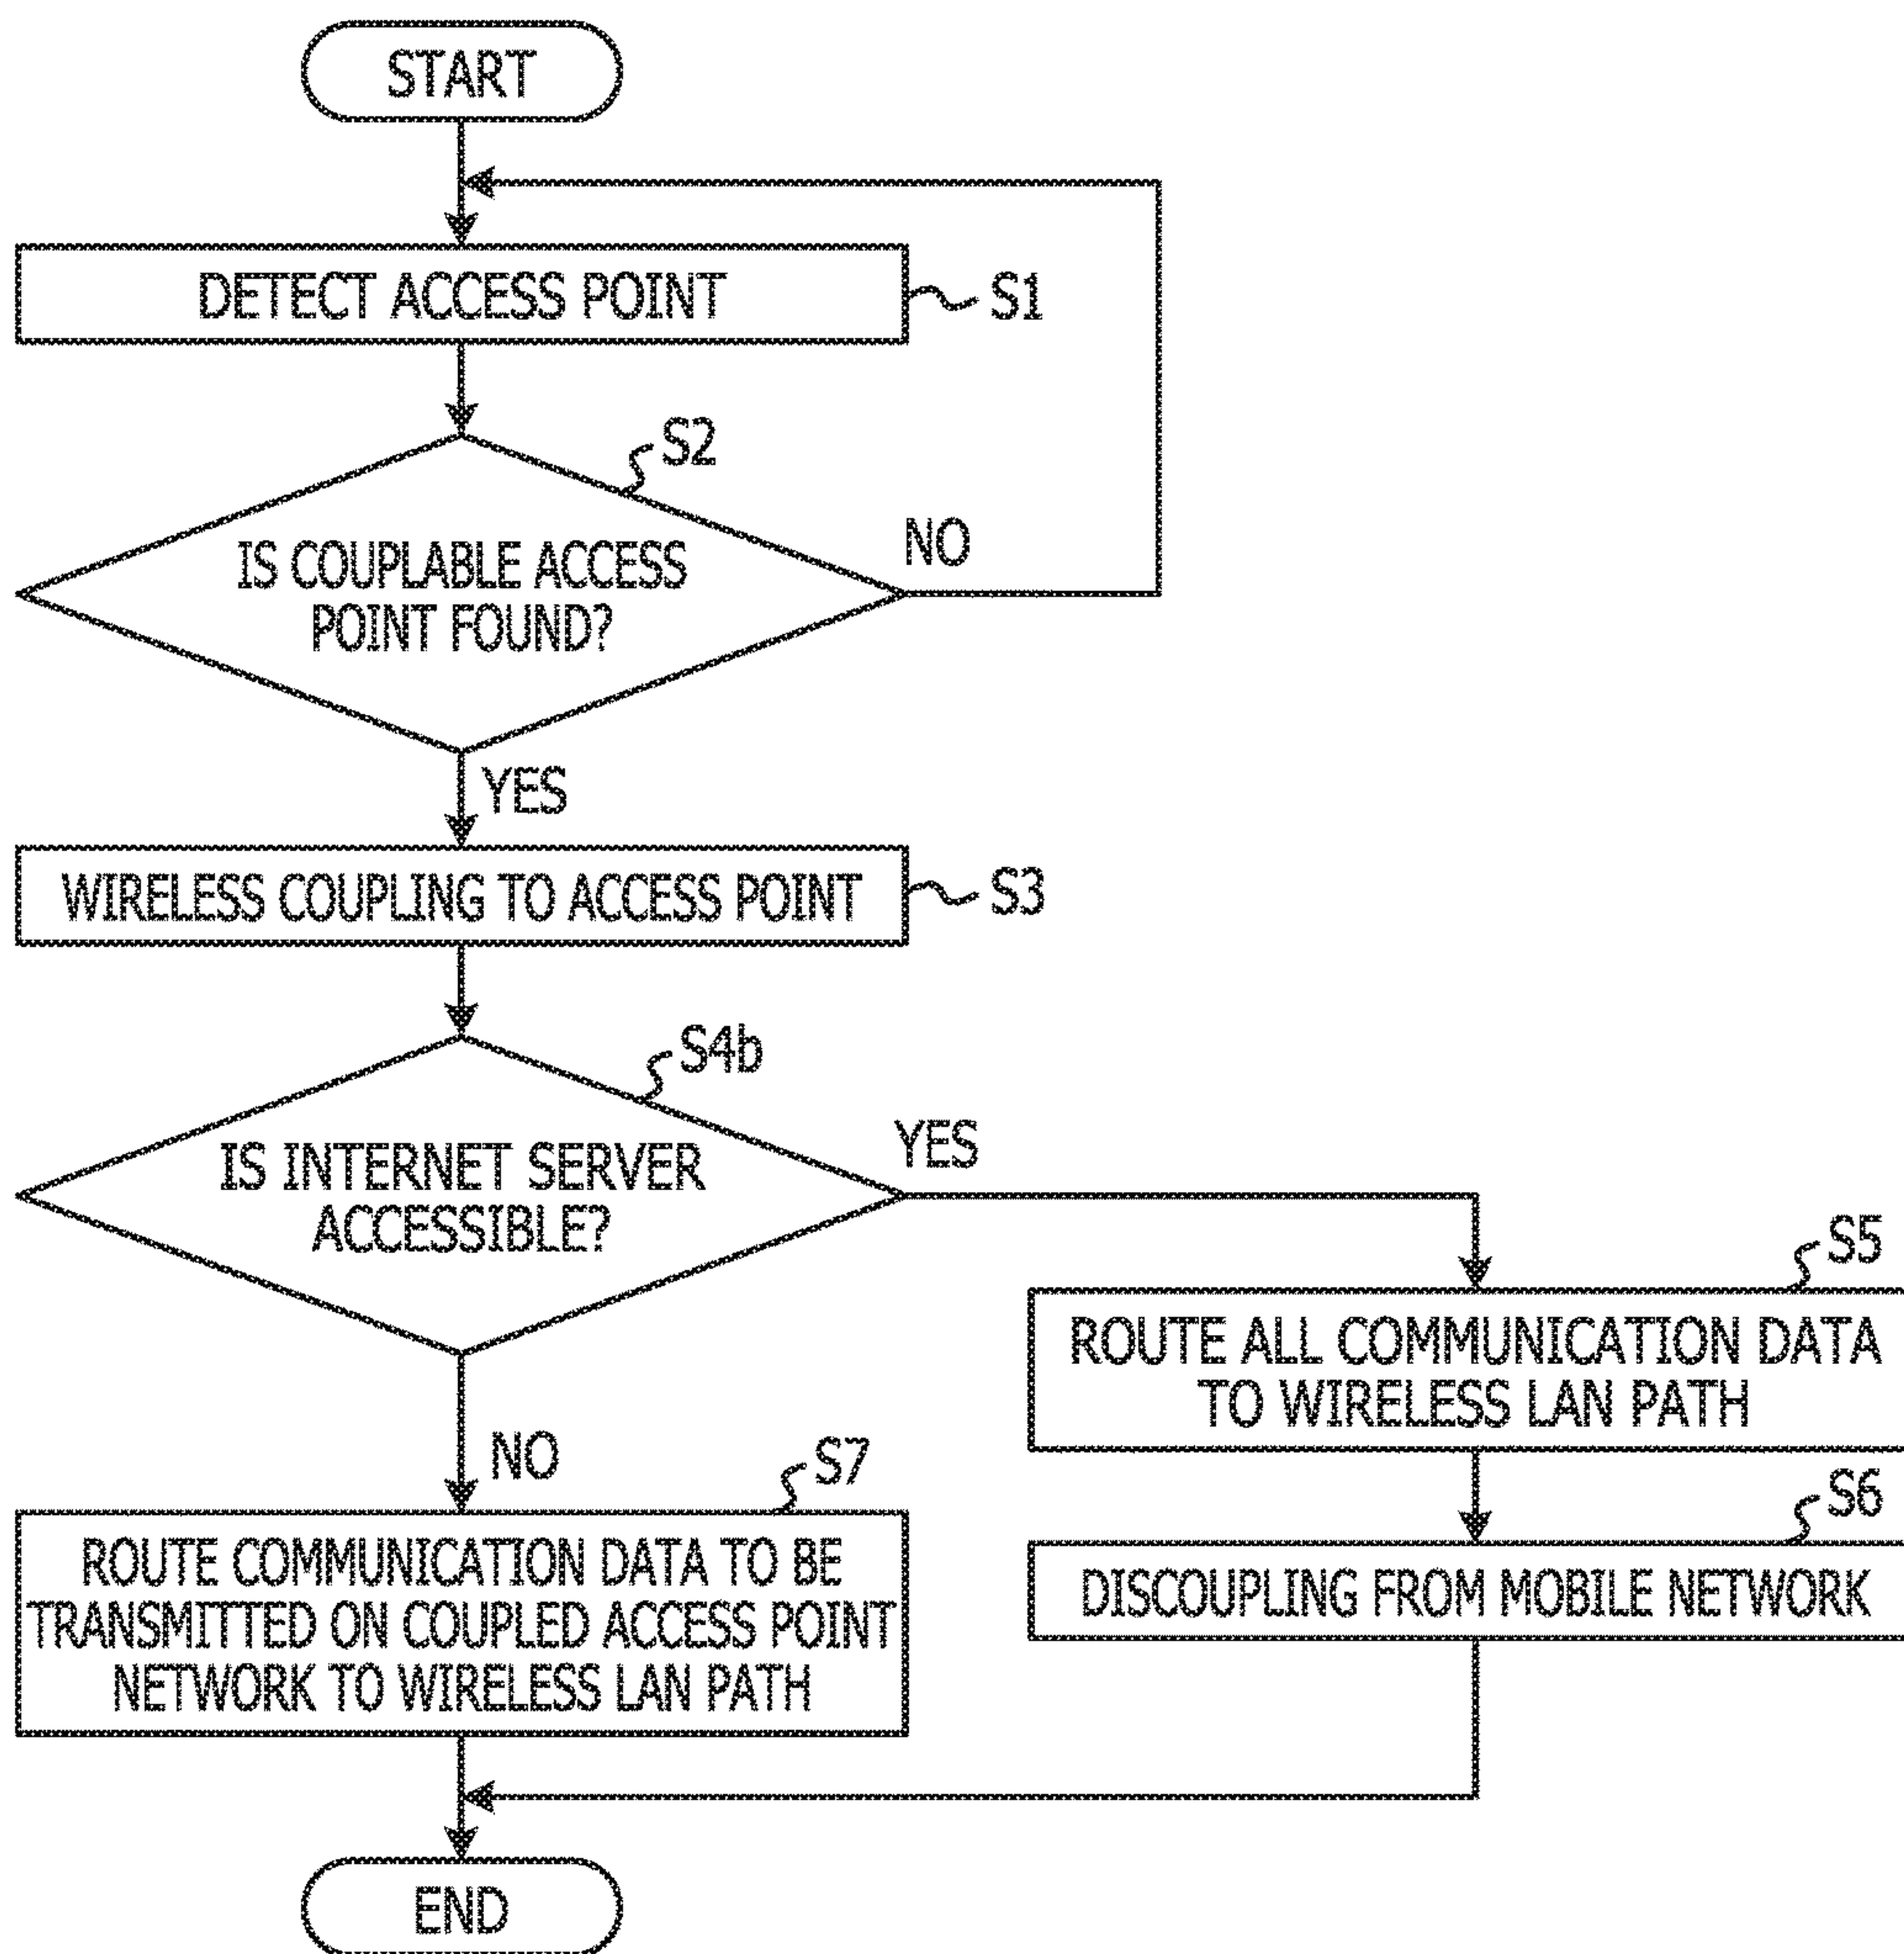 START
DETECT ACCESS POINT
S1
S2
IS COUPLABLE ACCESS
POINT FOUND?
NO
YES
WIRELESS COUPLING TO ACCESS POINT
S3
S4b
IS INTERNET SERVER
ACCESSIBLE?
YES
S5
ROUTE ALL COMMUNICATION DATA
TO WIRELESS LAN PATH
NO
S7
S6
ROUTE COMMUNICATION DATA TO BE
TRANSMITTED ON COUPLED ACCESS POINT
NETWORK TO WIRELESS LAN PATH
DISCOUPLING FROM MOBILE NETWORK
END